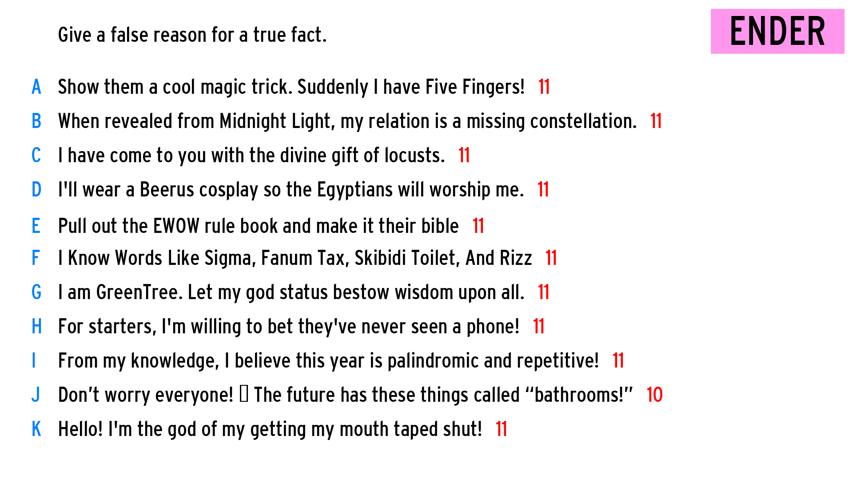 Give a false reason for a true fact.
ENDER
A Show them a cool magic trick. Suddenly I have Five Fingers! 11
B When revealed from Midnight Light, my relation is a missing constellation. 11
C I have come to you with the divine gift of locusts. 11
D I'll wear a Beerus cosplay so the Egyptians will worship me. 11
E Pull out the EWOW rule book and make it their bible 11
F I Know Words Like Sigma, Fanum Tax, Skibidi Toilet, And Rizz 11
G I am GreenTree. Let my god status bestow wisdom upon all. 11
H For starters, I'm willing to bet they've never seen a phone! 11
I From my knowledge, I believe this year is palindromic and repetitive! 11
J Don’t worry everyone! ▯ The future has these things called “bathrooms!” 10
K Hello! I'm the god of my getting my mouth taped shut! 11